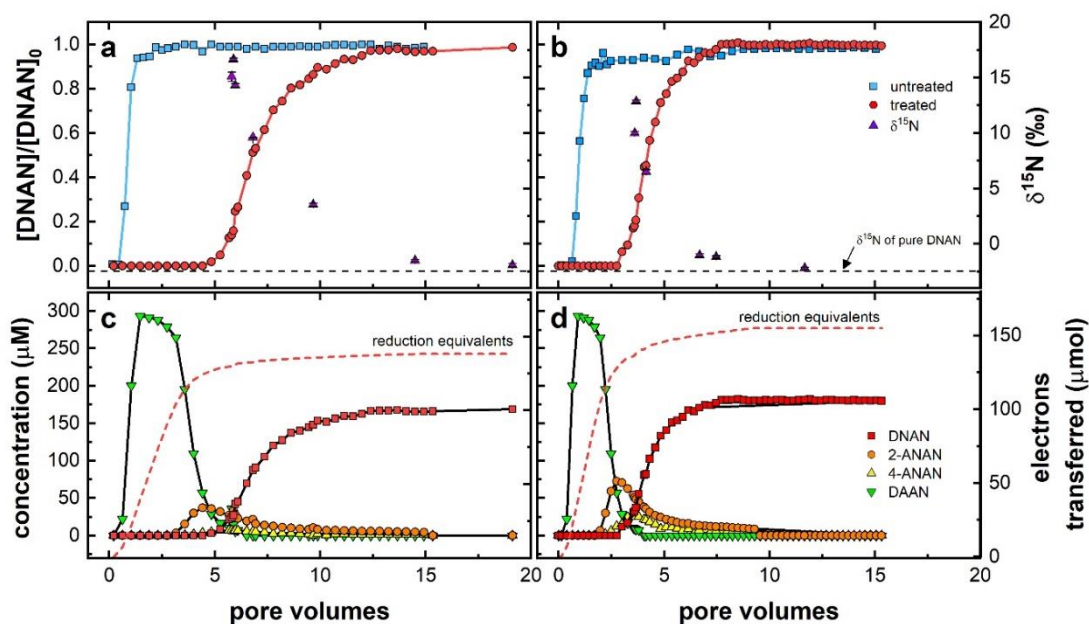 a
b
[DNAN]/[DNAN]0
1.0
0.8
0.6
0.4
0.2
0.0
untreated
treated
δ15N
δ15N of pure DNAN
20
15
10
5
0
δ15N (‰)
c
d
concentration (μM)
300
250
200
150
100
50
0
reduction equivalents
reduction equivalents
DNAN
2-ANAN
4-ANAN
DAAN
150
100
50
10
electrons
transferred (μmol)
0 5 10 15 20
0 5 10 15 20
pore volumes
pore volumes